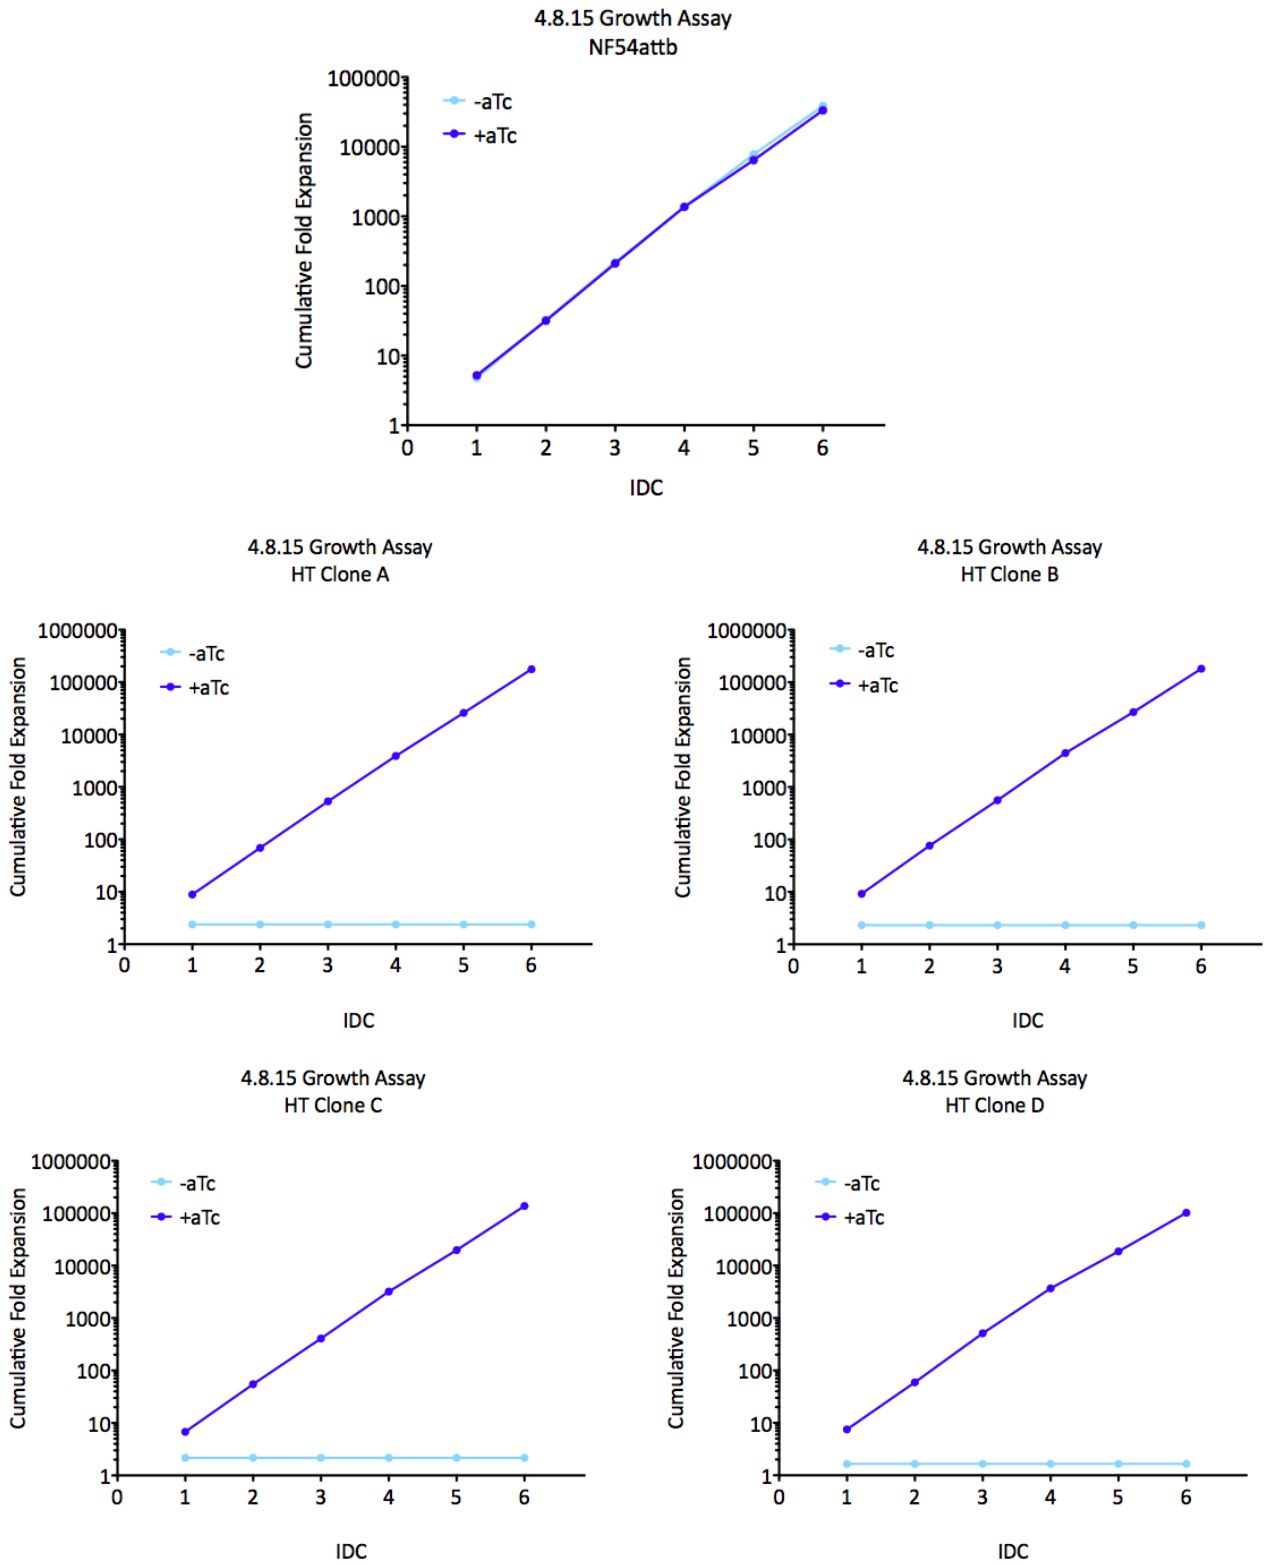 4.8.15 Growth Assay
NF54attb
Cumulative Fold Expansion
100000
10000
1000
100
10
1
-aTc
+aTc
0 1 2 3 4 5 6
IDC
4.8.15 Growth Assay
HT Clone A
Cumulative Fold Expansion
1000000
100000
10000
1000
100
10
1
-aTc
+aTc
0 1 2 3 4 5 6
IDC
4.8.15 Growth Assay
HT Clone B
Cumulative Fold Expansion
1000000
100000
10000
1000
100
10
1
-aTc
+aTc
0 1 2 3 4 5 6
IDC
4.8.15 Growth Assay
HT Clone C
Cumulative Fold Expansion
1000000
100000
10000
1000
100
10
1
-aTc
+aTc
0 1 2 3 4 5 6
IDC
4.8.15 Growth Assay
HT Clone D
Cumulative Fold Expansion
1000000
100000
10000
1000
100
10
1
-aTc
+aTc
0 1 2 3 4 5 6
IDC